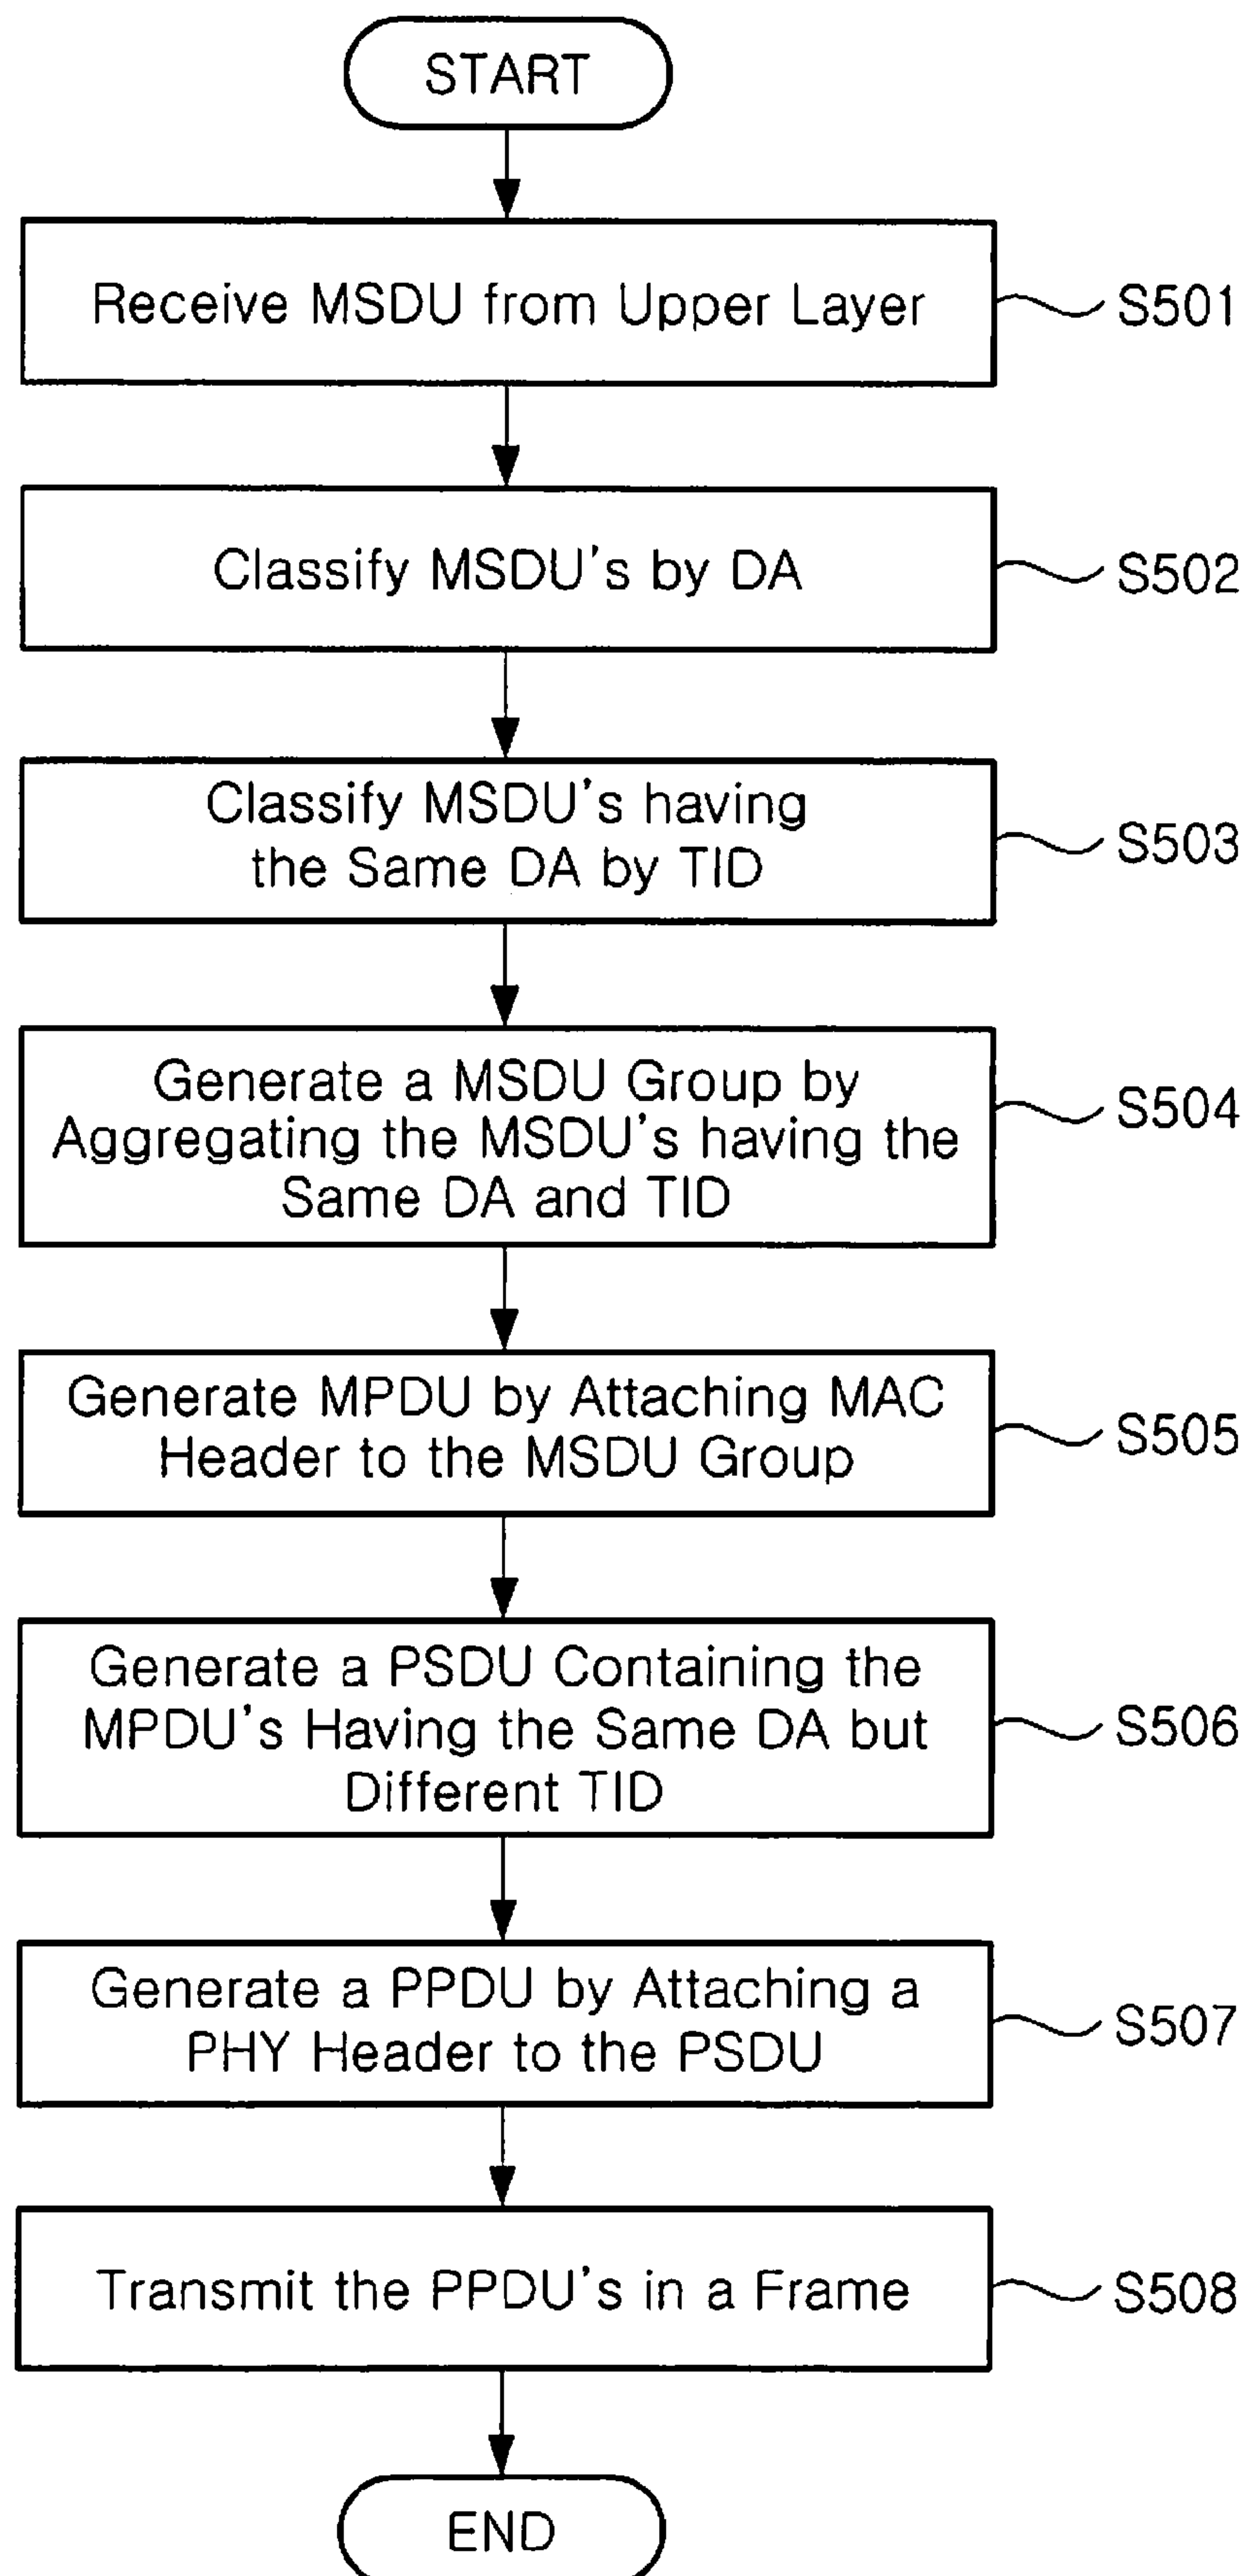 START
Receive MSDU from Upper Layer
S501
Classify MSDU's by DA
S502
Classify MSDU's having
the Same DA by TID
S503
Generate a MSDU Group by
Aggregating the MSDU's having the
Same DA and TID
S504
Generate MPDU by Attaching MAC
Header to the MSDU Group
S505
Generate a PSDU Containing the
MPDU's Having the Same DA but
Different TID
S506
Generate a PPDU by Attaching a
PHY Header to the PSDU
S507
Transmit the PPDU's in a Frame
S508
END